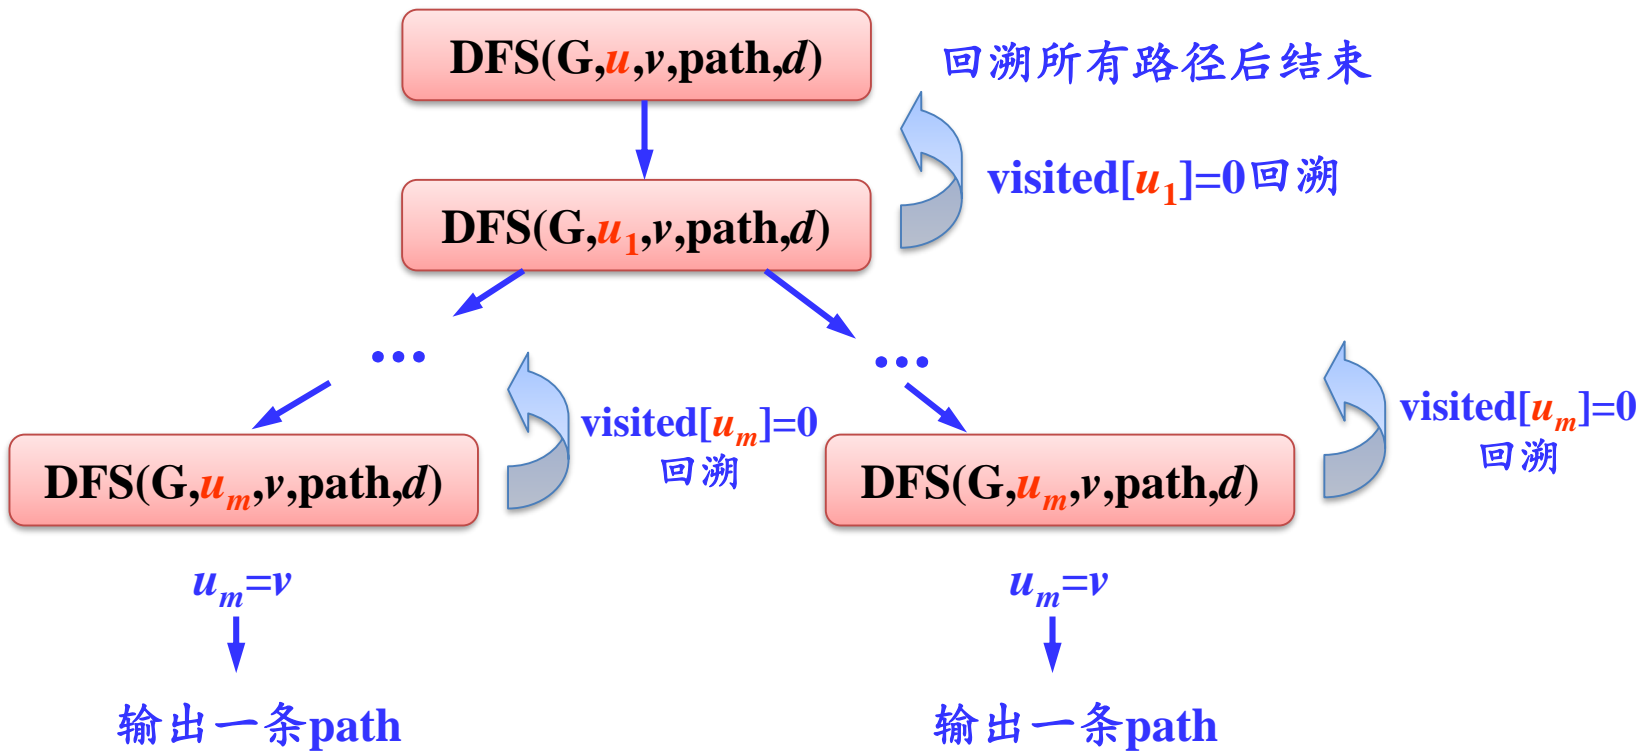 DFS(G,u,v,path,d)
回溯所有路径后结束
visited[u1]=0回溯
DFS(G,u1,v,path,d)
...
...
visited[um]=0
回溯
visited[um]=0
回溯
DFS(G,um,v,path,d)
DFS(G,um,v,path,d)
um=v
um=v
输出一条path
输出一条path